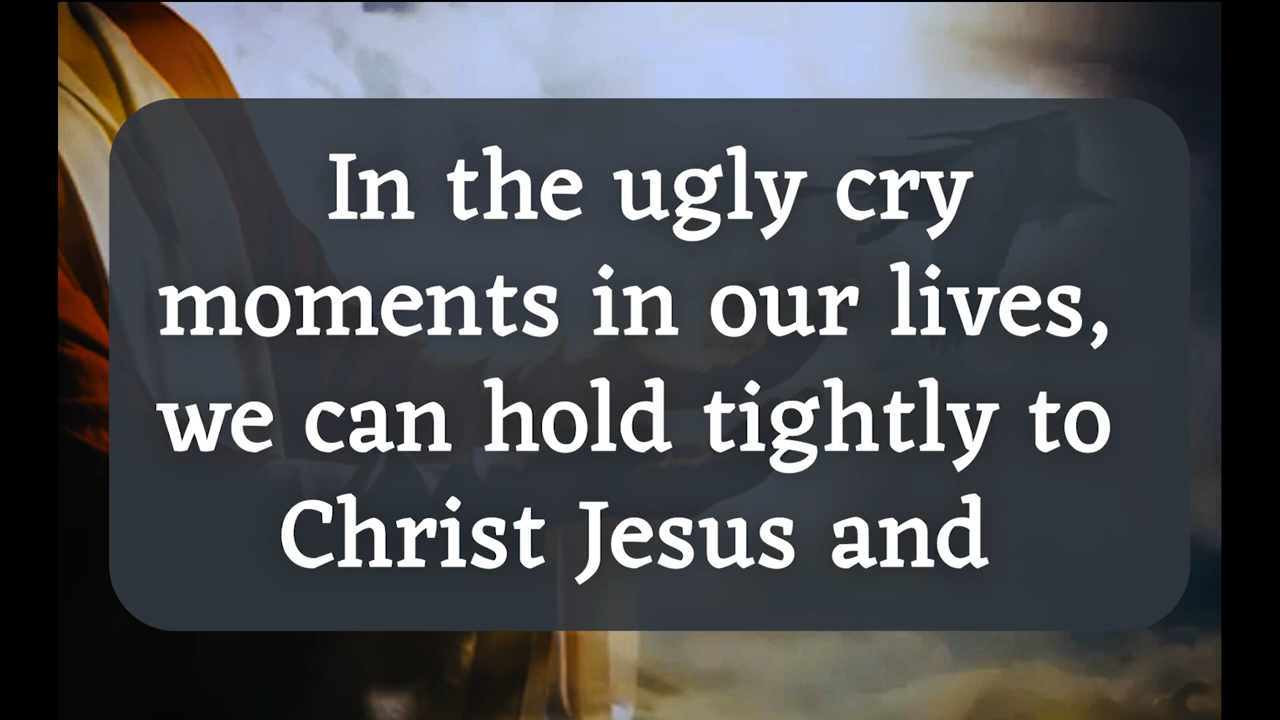 In the ugly cry
moments in our lives,
we can hold tightly to
Christ Jesus and